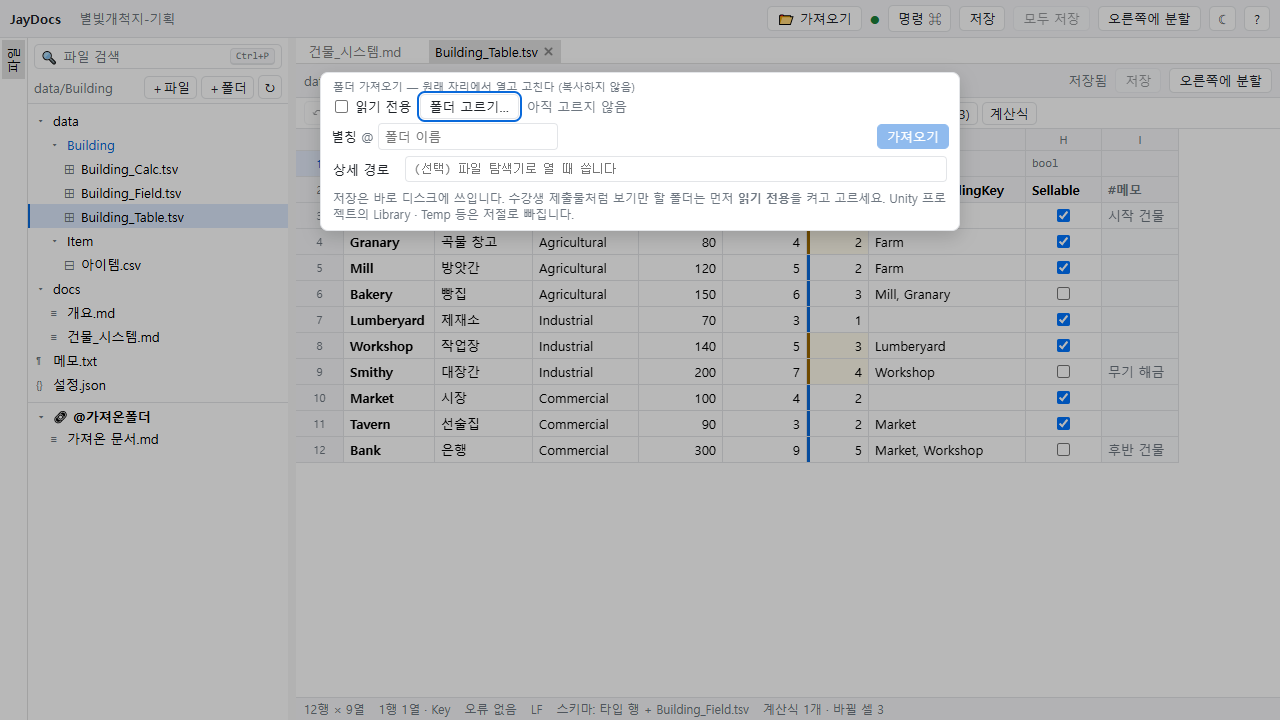 JayDocs 별빛개척지-기획 가져오기 명령 ⌘ 저장 모두 저장 오른쪽에 분할 ?
파일
파일 검색 Ctrl+P
data/Building +파일 +폴더
data
Building
Building_Calc.tsv
Building_Field.tsv
Building_Table.tsv
Item
아이템.csv
docs
개요.md
건물_시스템.md
메모.txt
설정.json
@가져온폴더
가져온 문서.md
건물_시스템.md Building_Table.tsv
저장됨 저장 오른쪽에 분할
계산식
폴더 가져오기 — 원래 자리에서 열고 고친다 (복사하지 않음)
읽기 전용 폴더 고르기... 아직 고르지 않음
별칭 @ 폴더 이름 가져오기
상세 경로 (선택) 파일 탐색기로 열 때 씁니다
저장은 바로 디스크에 쓰입니다. 수강생 제출물처럼 보기만 할 폴더는 먼저 읽기 전용을 켜고 고르세요. Unity 프로
젝트의 Library · Temp 등은 저절로 빠집니다.
H I
1 bool
Sellable #메모
시작 건물
4 Granary 곡물 창고 Agricultural 80 4 2 Farm
5 Mill 방앗간 Agricultural 120 5 2 Farm
6 Bakery 빵집 Agricultural 150 6 3 Mill, Granary
7 Lumberyard 제재소 Industrial 70 3 1
8 Workshop 작업장 Industrial 140 5 3 Lumberyard
9 Smithy 대장간 Industrial 200 7 4 Workshop 무기 해금
10 Market 시장 Commercial 100 4 2
11 Tavern 선술집 Commercial 90 3 2 Market
12 Bank 은행 Commercial 300 9 5 Market, Workshop 후반 건물
12행 × 9열 1행 1열 · Key 오류 없음 LF 스키마: 타입 행 + Building_Field.tsv 계산식 1개 · 바뀔 셀 3